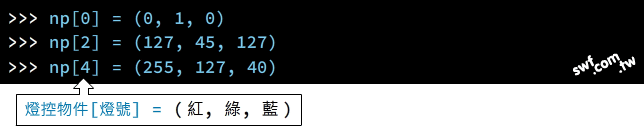 >>> np[0] = (0, 1, 0)
>>> np[2] = (127, 45, 127)
>>> np[4] = (255, 127, 40)
swf.com.tw
燈控物件[燈號] = (紅, 綠, 藍)